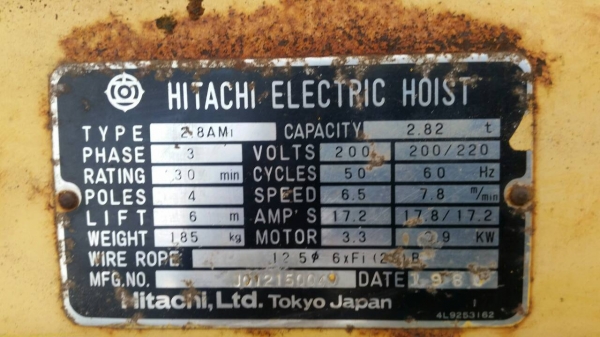 HITACHI ELECTRIC HOIST
TYPE 2.8AM1 CAPACITY 2.82 t
PHASE 3 VOLTS 200 200/220
RATING 30 min CYCLES 50 60 Hz
POLES 4 SPEED 6.5 7.8 m/min
LIFT 6 m AMP'S 17.2 17.8/17.2
WEIGHT 185 kg MOTOR 3.3 KW
WIRE ROPE
MFG.NO. DATE
Hitachi, Ltd. Tokyo Japan
4L9253162